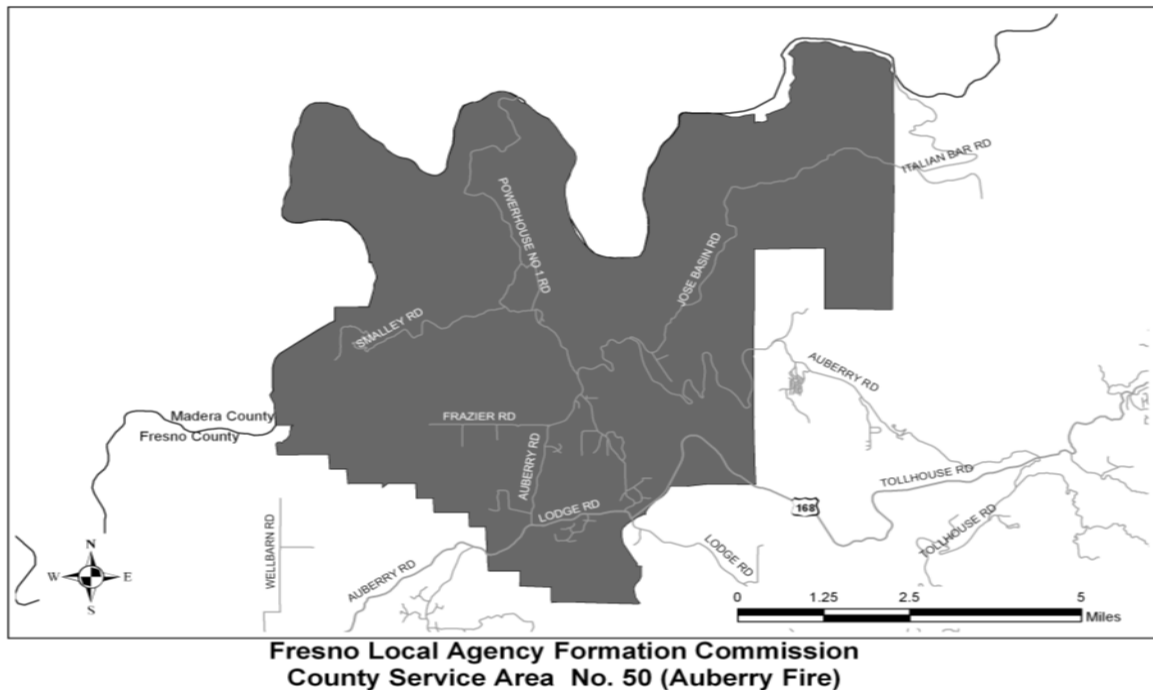 ITALIAN BAR RD
POWERHOUSE NO 1 RD
JOSE BASIN RD
SMALLEY RD
AUBERRY RD
Madera County
Fresno County
FRAZIER RD
AUBERRY RD
TOLLHOUSE RD
168
LODGE RD
TOLLHOUSE RD
WELLBARN RD
LODGE RD
AUBERRY RD
N
W E
S
0 1.25 2.5 5
Miles
Fresno Local Agency Formation Commission
County Service Area No. 50 (Auberry Fire)